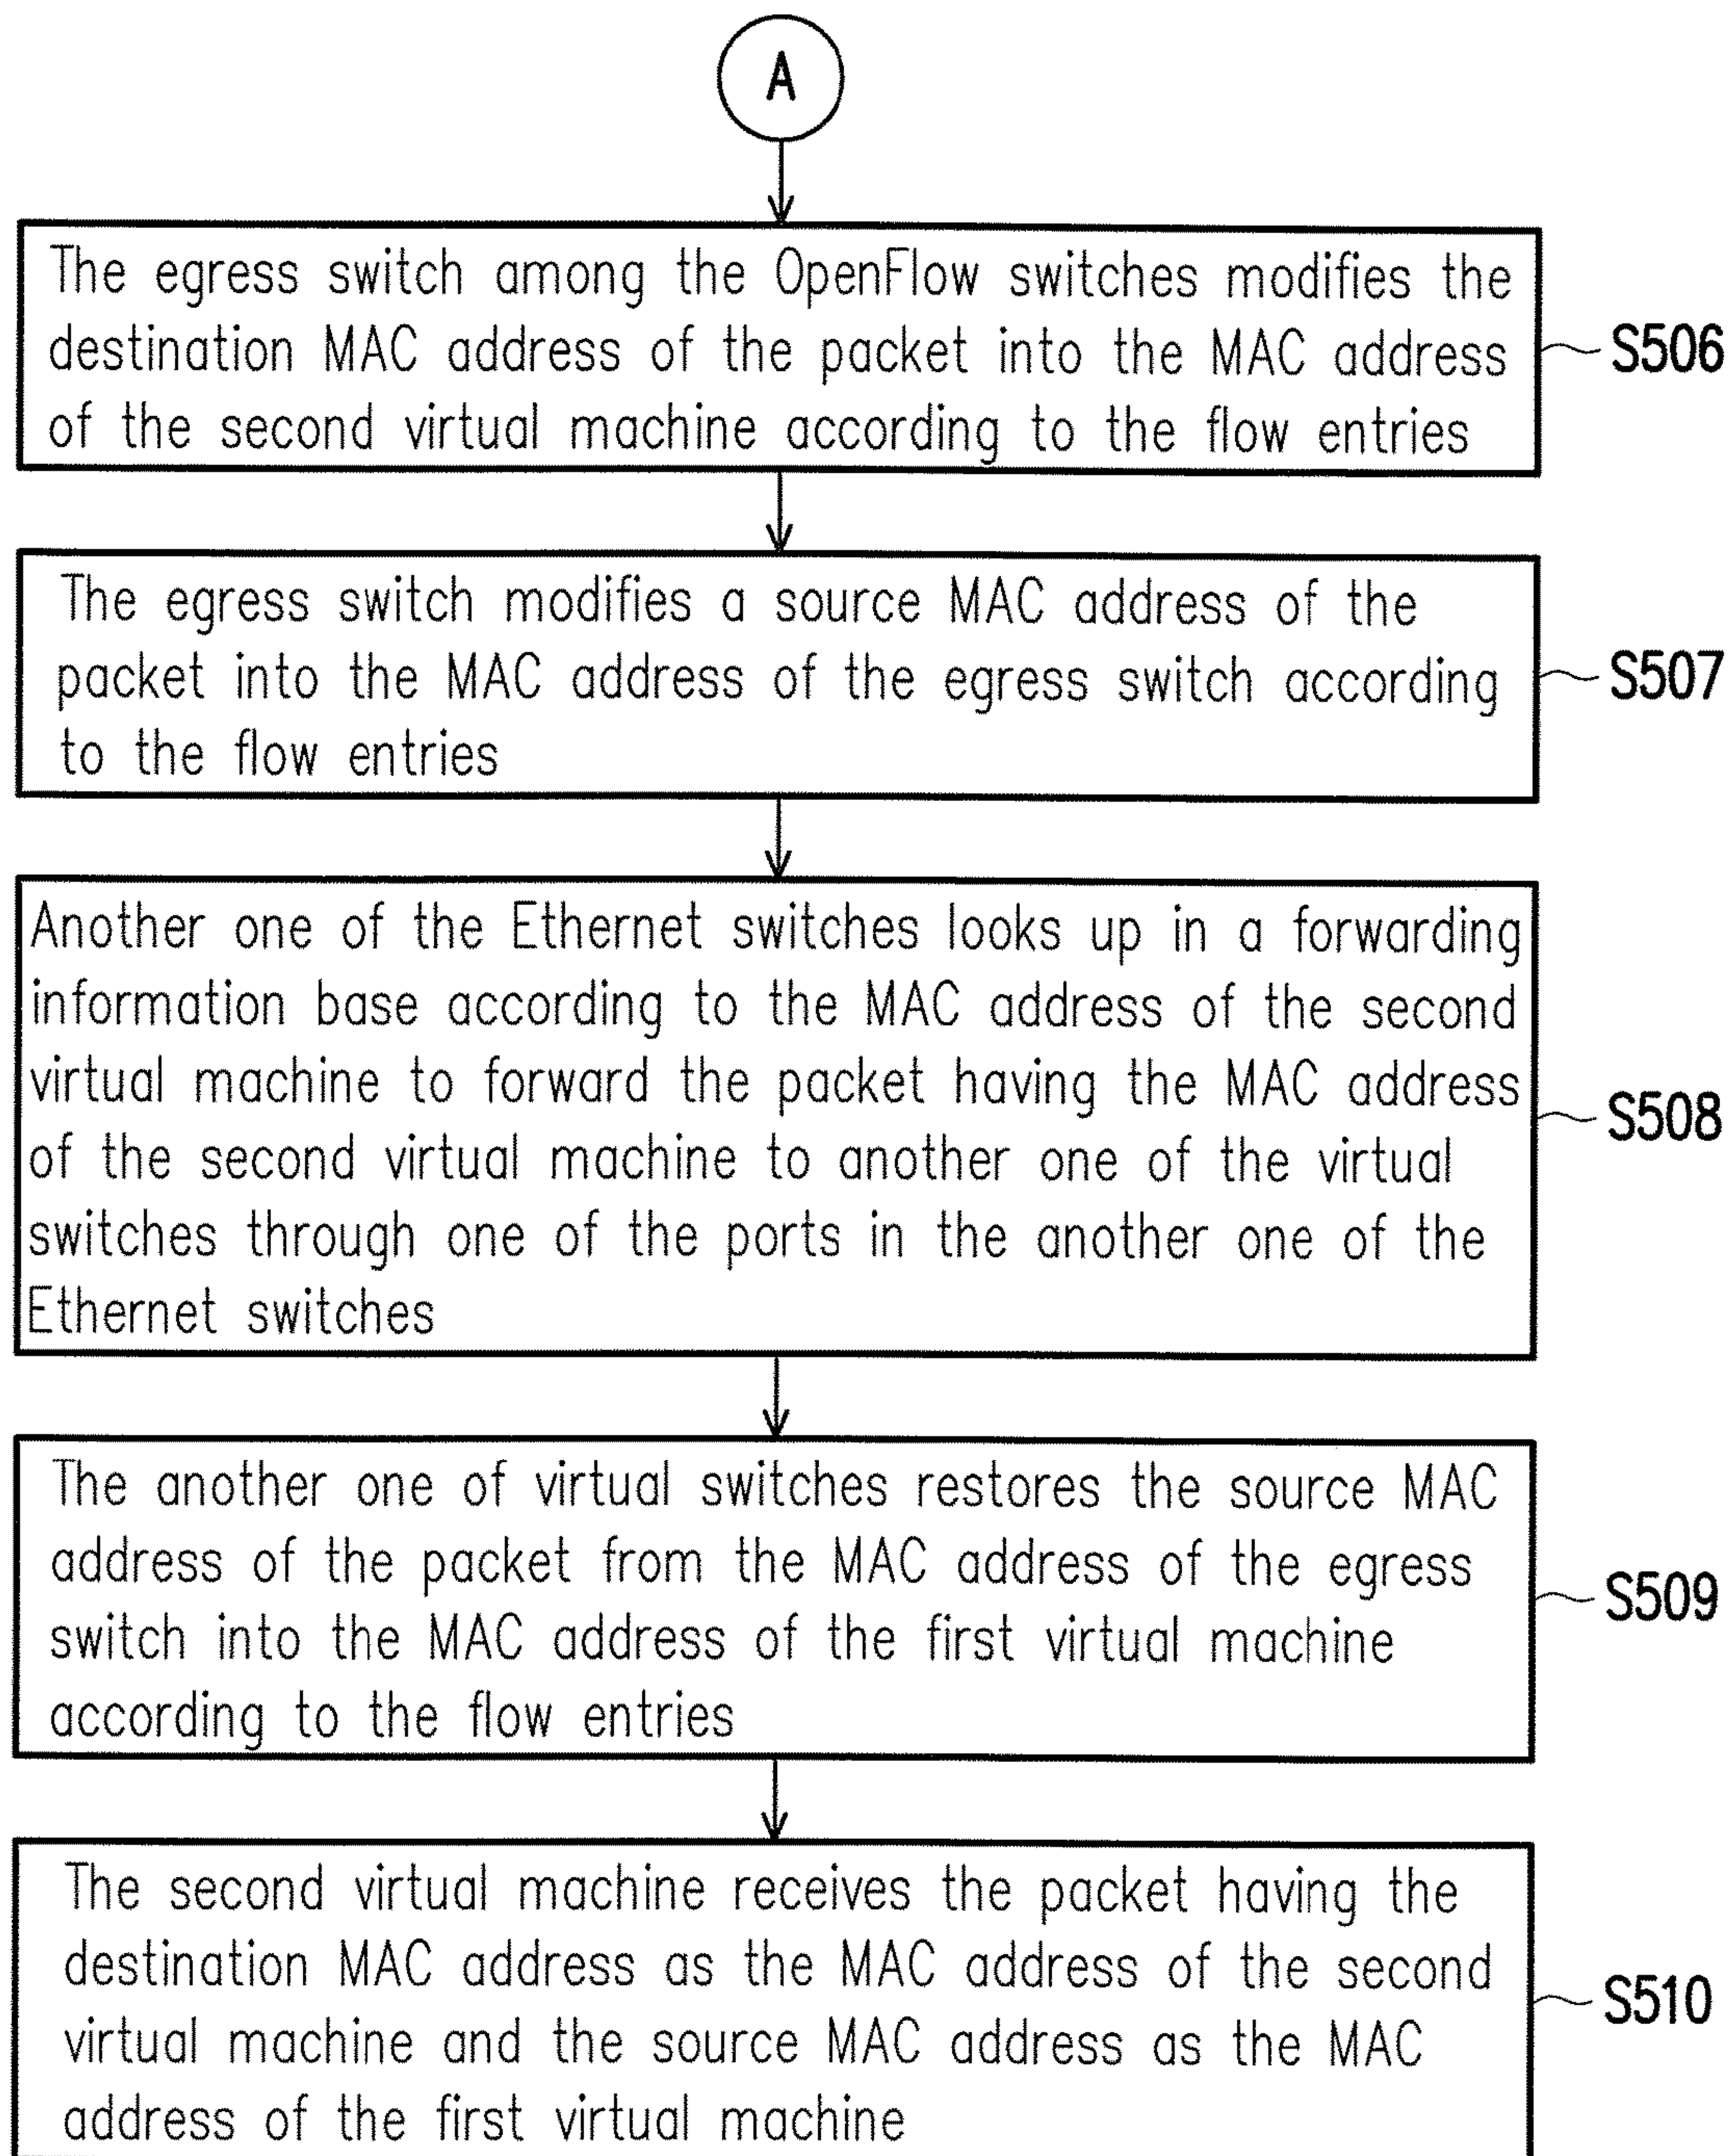 A
The egress switch among the OpenFlow switches modifies the
destination MAC address of the packet into the MAC address
of the second virtual machine according to the flow entries
S506
The egress switch modifies a source MAC address of the
packet into the MAC address of the egress switch according
to the flow entries
S507
Another one of the Ethernet switches looks up in a forwarding
information base according to the MAC address of the second
virtual machine to forward the packet having the MAC address
of the second virtual machine to another one of the virtual
switches through one of the ports in the another one of the
Ethernet switches
S508
The another one of virtual switches restores the source MAC
address of the packet from the MAC address of the egress
switch into the MAC address of the first virtual machine
according to the flow entries
S509
The second virtual machine receives the packet having the
destination MAC address as the MAC address of the second
virtual machine and the source MAC address as the MAC
address of the first virtual machine
S510